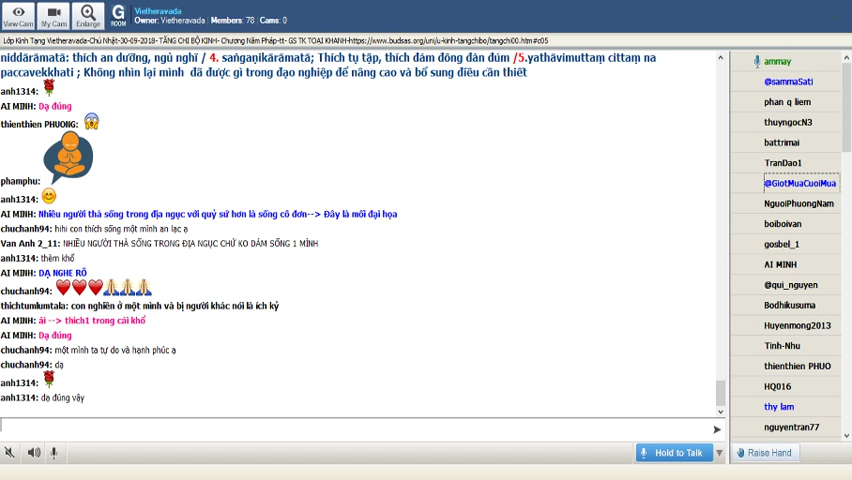 Vietheravada
Owner: Vietheravada | Members: 78 | Cams: 0
View Cam
My Cam
Enlarge
G
ROOM
Lớp Kinh Tạng Vietheravada-Chủ Nhật-30-09-2018- TĂNG CHI BỘ KINH- Chương Năm Pháp-tt- GS TK TOẠI KHANH-https://www.budsas.org/uni/u-kinh-tangchibo/tangch00.htm#c05
niddārāmatā: thích an dưỡng, ngủ nghĩ / 4. saṅgaṇikārāmatā; Thích tụ tập, thích đám đông đàn đúm /5.yathāvimuttaṃ cittaṃ na
paccavekkhati ; Không nhìn lại mình đã được gì trong đạo nghiệp để nâng cao và bổ sung điều cần thiết
anh1314:
AI MINH: Dạ đúng
thienthien PHUONG:
phamphu:
anh1314:
AI MINH: Nhiều người thà sống trong địa ngục với quỷ sứ hơn là sống cô đơn--> Đây là mối đại họa
chuchanh94: hihi con thích sống một mình an lạc ạ
Van Anh 2_11: NHIỀU NGƯỜI THÀ SỐNG TRONG ĐỊA NGỤC CHỨ KO DÁM SỐNG 1 MÌNH
anh1314: thèm khổ
AI MINH: DẠ NGHE RÕ
chuchanh94:
thichtumlumtala: con nghiên ở một mình và bị người khác nói là ích kỷ
AI MINH: ái --> thich1 trong cái khổ
AI MINH: Dạ đúng
chuchanh94: một mình ta tự do và hạnh phúc ạ
chuchanh94: dạ
anh1314:
anh1314: dạ đúng vậy
Hold to Talk
Raise Hand
ammay
@sammaSati
phan q liem
thuyngocN3
battrimai
TranDao1
@GiotMuaCuoiMua
NguoiPhuongNam
boiboivan
gosbel_1
AI MINH
@qui_nguyen
Bodhikusuma
Huyenmong2013
Tinh-Nhu
thienthien PHUO
HQ016
thy lam
nguyentran77